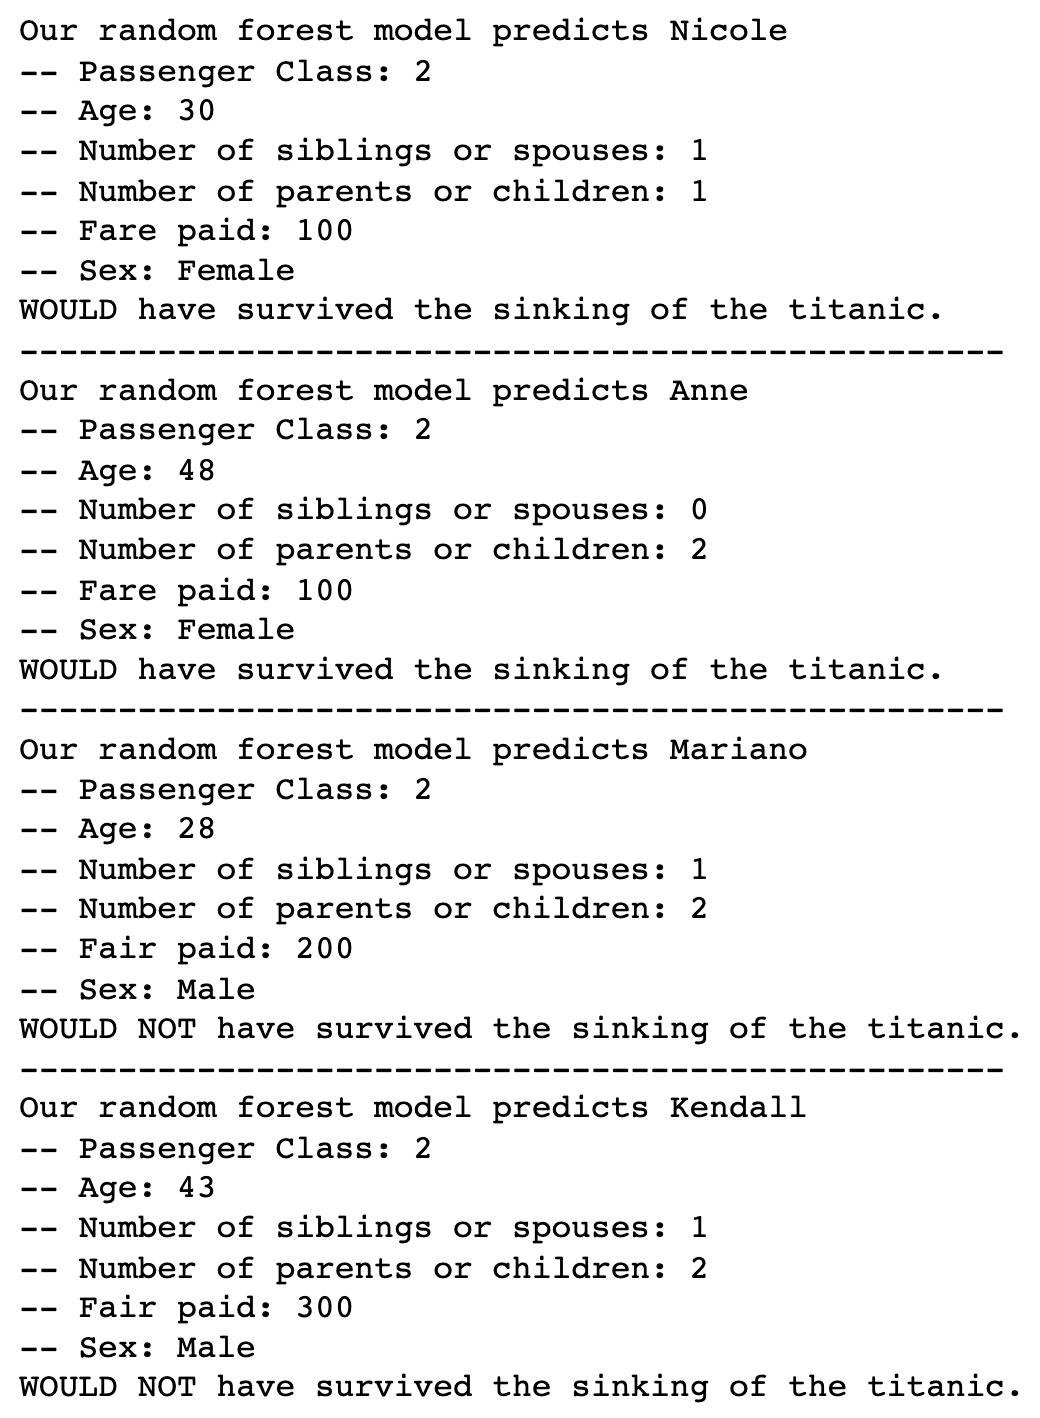 Our random forest model predicts Nicole
-- Passenger Class: 2
-- Age: 30
-- Number of siblings or spouses: 1
-- Number of parents or children: 1
-- Fare paid: 100
-- Sex: Female
WOULD have survived the sinking of the titanic.
--------------------------------------------------
Our random forest model predicts Anne
-- Passenger Class: 2
-- Age: 48
-- Number of siblings or spouses: 0
-- Number of parents or children: 2
-- Fare paid: 100
-- Sex: Female
WOULD have survived the sinking of the titanic.
--------------------------------------------------
Our random forest model predicts Mariano
-- Passenger Class: 2
-- Age: 28
-- Number of siblings or spouses: 1
-- Number of parents or children: 2
-- Fair paid: 200
-- Sex: Male
WOULD NOT have survived the sinking of the titanic.
--------------------------------------------------
Our random forest model predicts Kendall
-- Passenger Class: 2
-- Age: 43
-- Number of siblings or spouses: 1
-- Number of parents or children: 2
-- Fair paid: 300
-- Sex: Male
WOULD NOT have survived the sinking of the titanic.